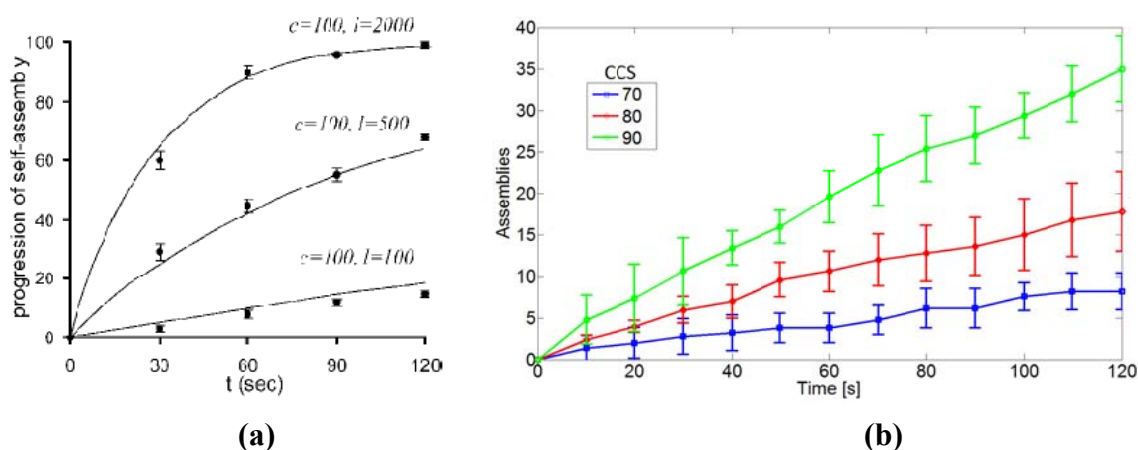 c=100, l=2000
100
80
60
40
20
0
progression of self-assembly
c=100, l=500
c=100, l=100
0 30 60 90 120
t (sec)
(a)
40
35
30
25
20
15
10
5
0
Assemblies
CCS
70
80
90
0 20 40 60 80 100 120
Time [s]
(b)